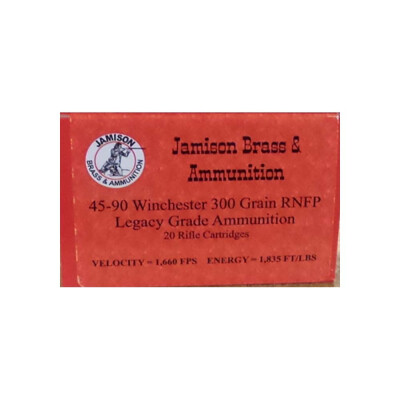 JAMISON
BRASS & AMMUNITION
Jamison Brass &
Ammunition
45-90 Winchester 300 Grain RNFP
Legacy Grade Ammunition
20 Rifle Cartridges
VELOCITY = 1,660 FPS ENERGY = 1,835 FT/LBS